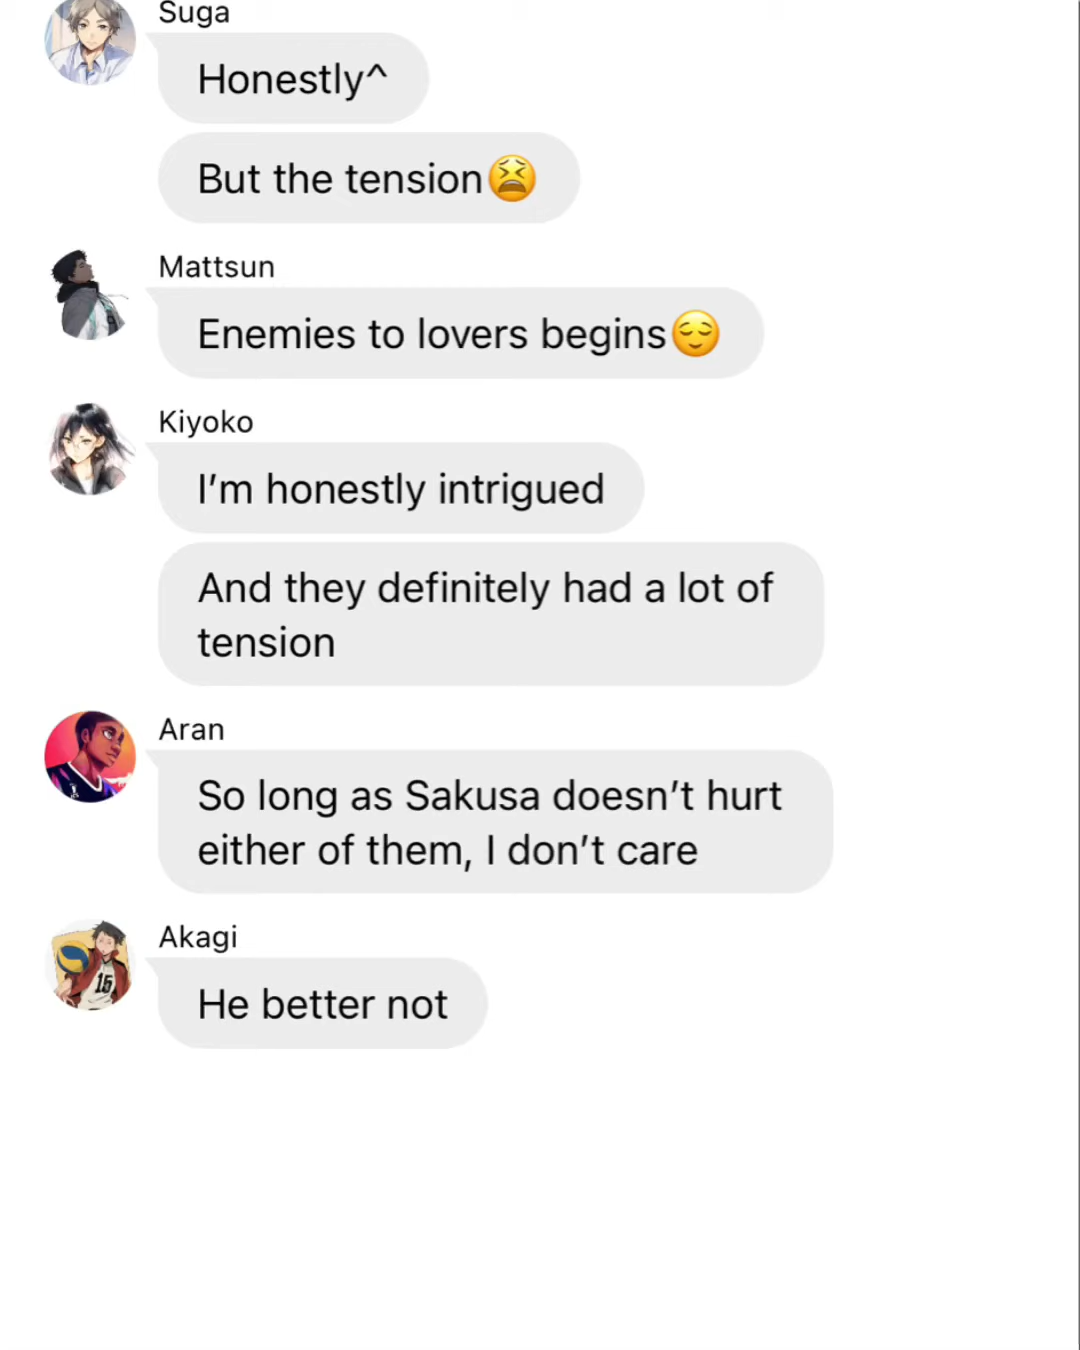 Suga
Honestly^
But the tension😫
Mattsun
Enemies to lovers begins😌
Kiyoko
I’m honestly intrigued
And they definitely had a lot of
tension
Aran
So long as Sakusa doesn’t hurt
either of them, I don’t care
Akagi
15
He better not